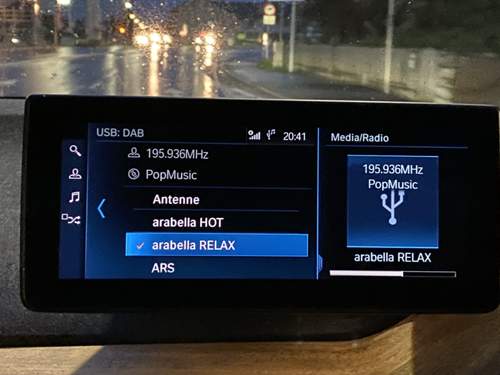 USB: DAB
20:41
195.936MHz
PopMusic
Antenne
arabella HOT
arabella RELAX
ARS
Media/Radio
195.936MHz
PopMusic
arabella RELAX